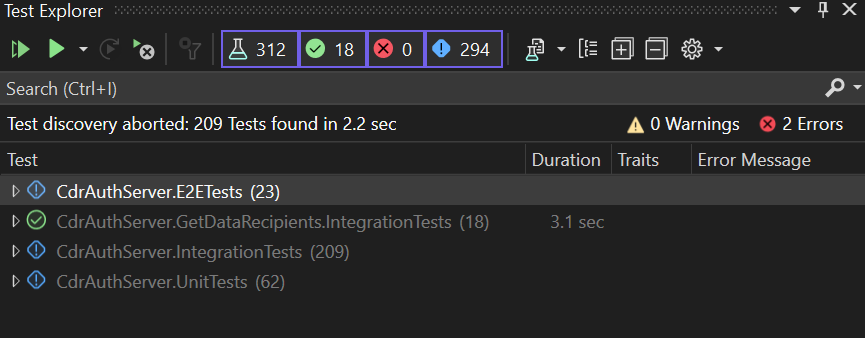 Test Explorer
312 18 0 294
Search (Ctrl+I)
Test discovery aborted: 209 Tests found in 2.2 sec 0 Warnings 2 Errors
Test Duration Traits Error Message
CdrAuthServer.E2ETests (23)
CdrAuthServer.GetDataRecipients.IntegrationTests (18) 3.1 sec
CdrAuthServer.IntegrationTests (209)
CdrAuthServer.UnitTests (62)